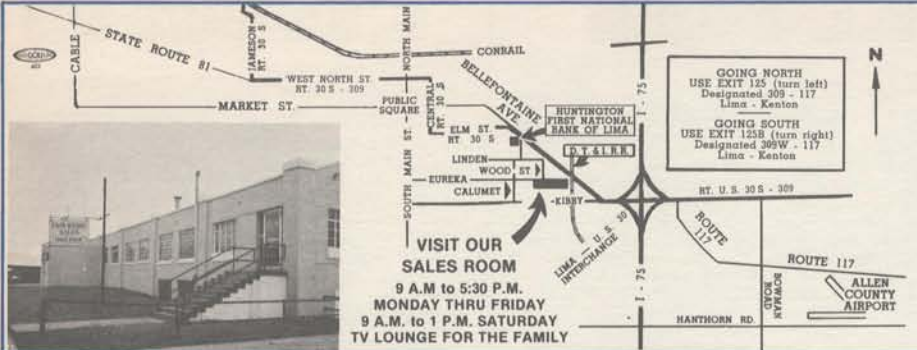 CABLE
STATE ROUTE 81
JAMESON
RT. 30 S
NORTH MAIN
CONRAIL
WEST NORTH ST.
RT. 30 S - 309
MARKET ST.
PUBLIC
SQUARE
CENTRAL
RT. 30 S
BELLEFONTAINE
AVE.
ELM ST.
RT 30 S
HUNTINGTON
FIRST NATIONAL
BANK OF LIMA
D.T. & I. R.R.
LINDEN
WOOD ST
EUREKA
CALUMET
SOUTH MAIN ST.
KIBBY
I - 75
GOING NORTH
USE EXIT 125 (turn left)
Designated 309 - 117
Lima - Kenton
GOING SOUTH
USE EXIT 125B (turn right)
Designated 309W - 117
Lima - Kenton
N
RT. U.S. 30 S - 309
LIMA - U.S. 30
INTERCHANGE
I - 75
ROUTE
117
ROUTE 117
BOWMAN
ROAD
ALLEN
COUNTY
AIRPORT
HANTHORN RD.
VISIT OUR
SALES ROOM
9 A.M to 5:30 P.M.
MONDAY THRU FRIDAY
9 A.M. to 1 P.M. SATURDAY
TV LOUNGE FOR THE FAMILY